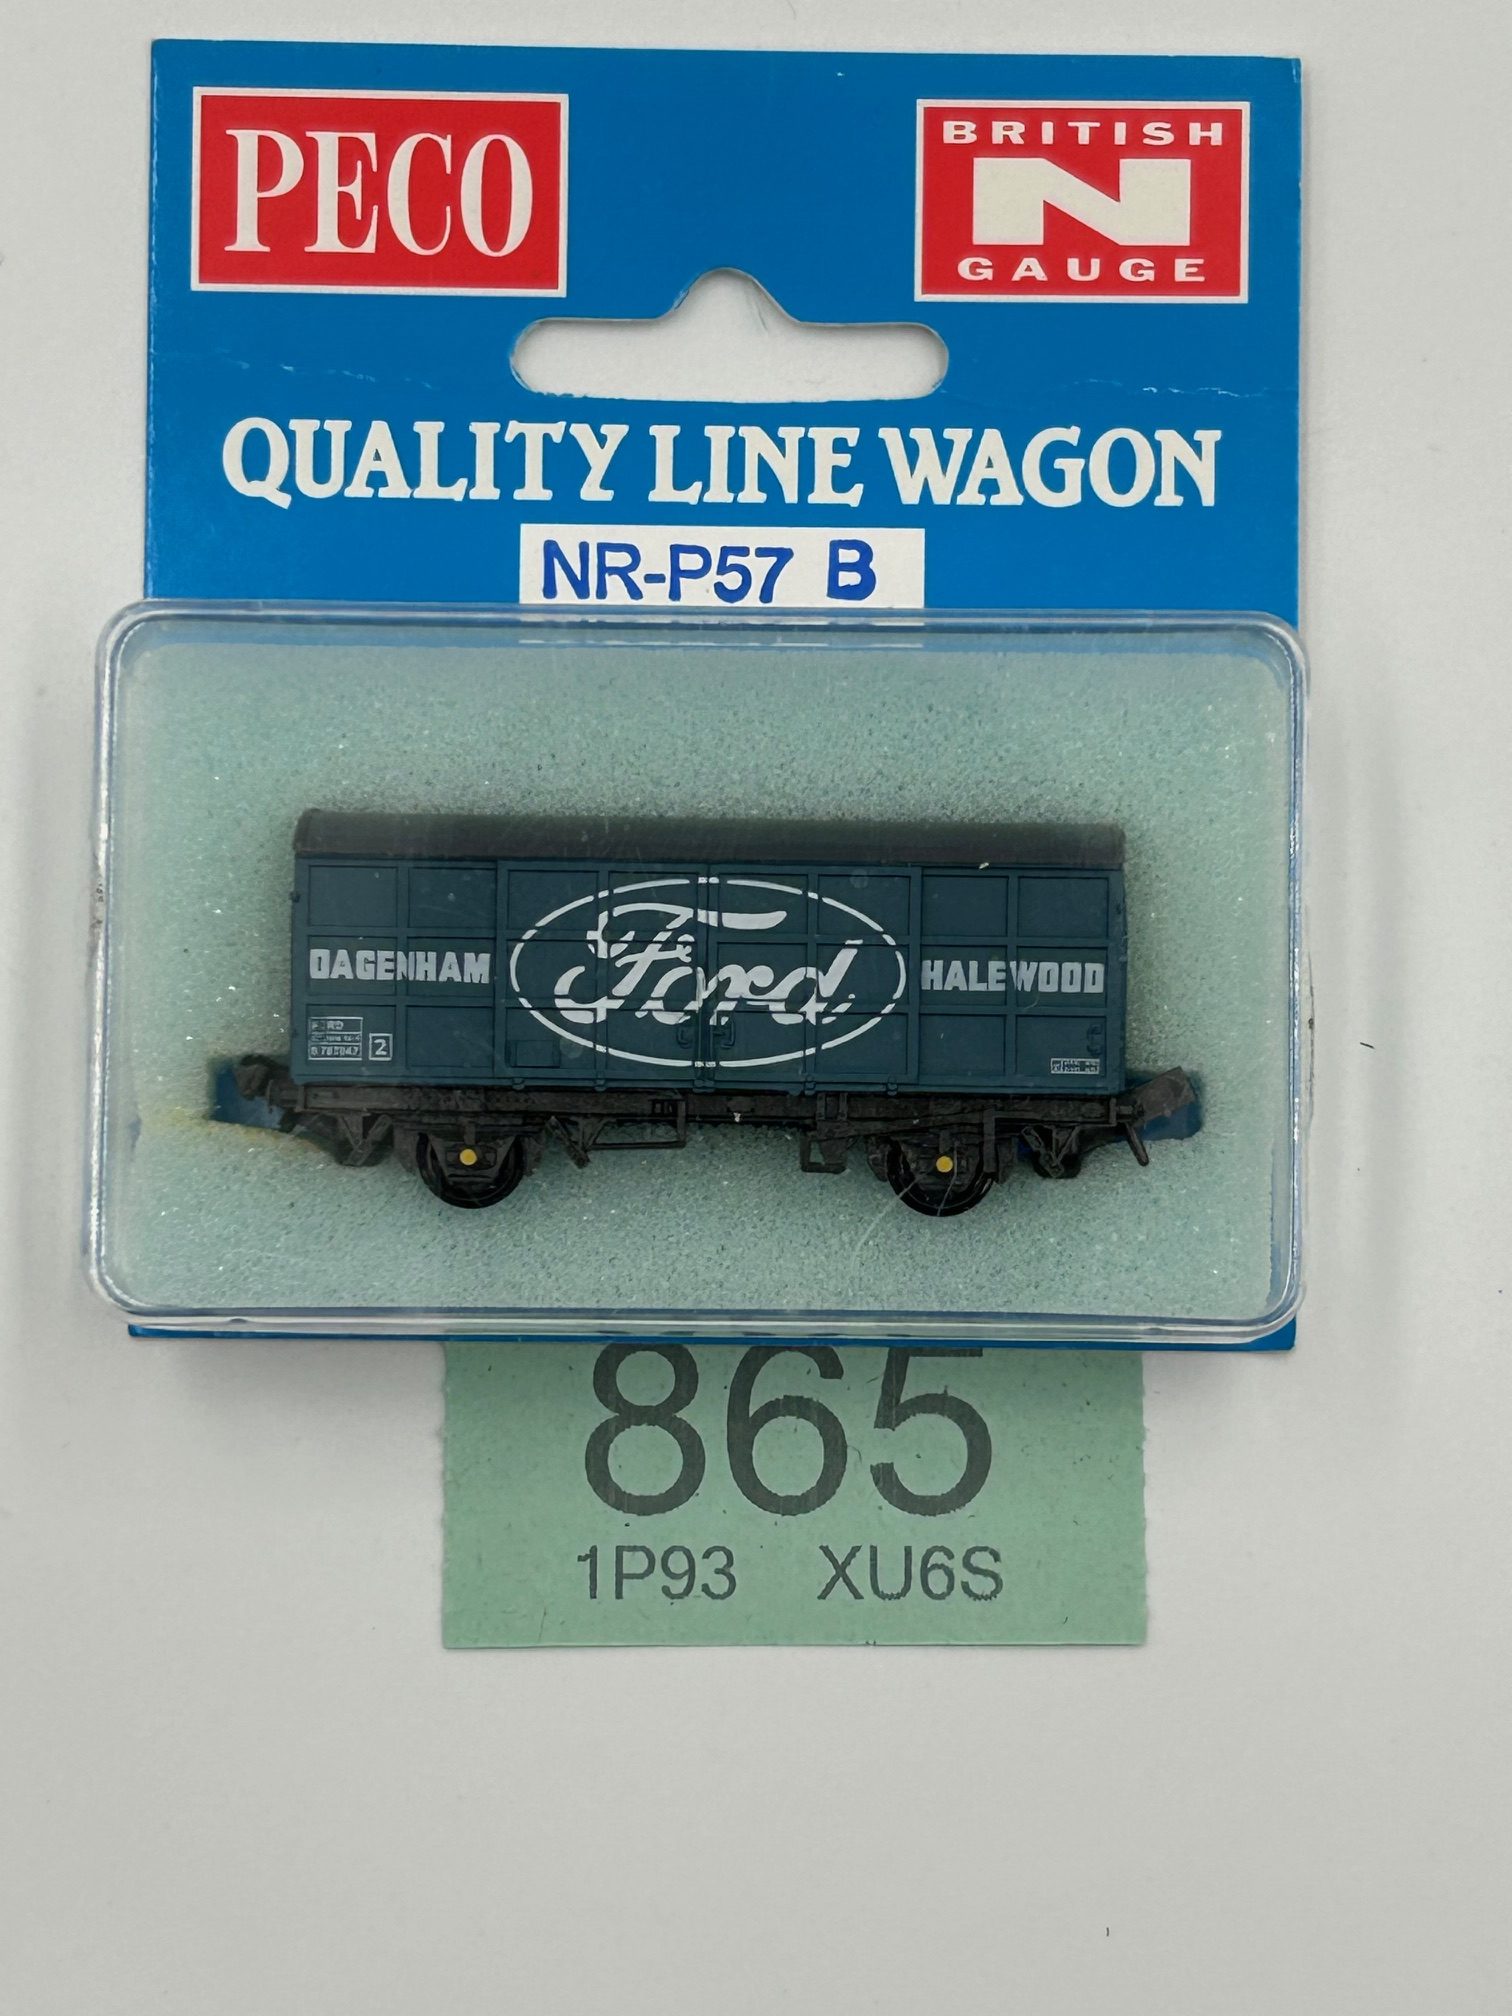 PECO
BRITISH
N
GAUGE
QUALITY LINE WAGON
NR-P57 B
DAGENHAM
Ford
HALEWOOD
2
865
1P93 XU6S